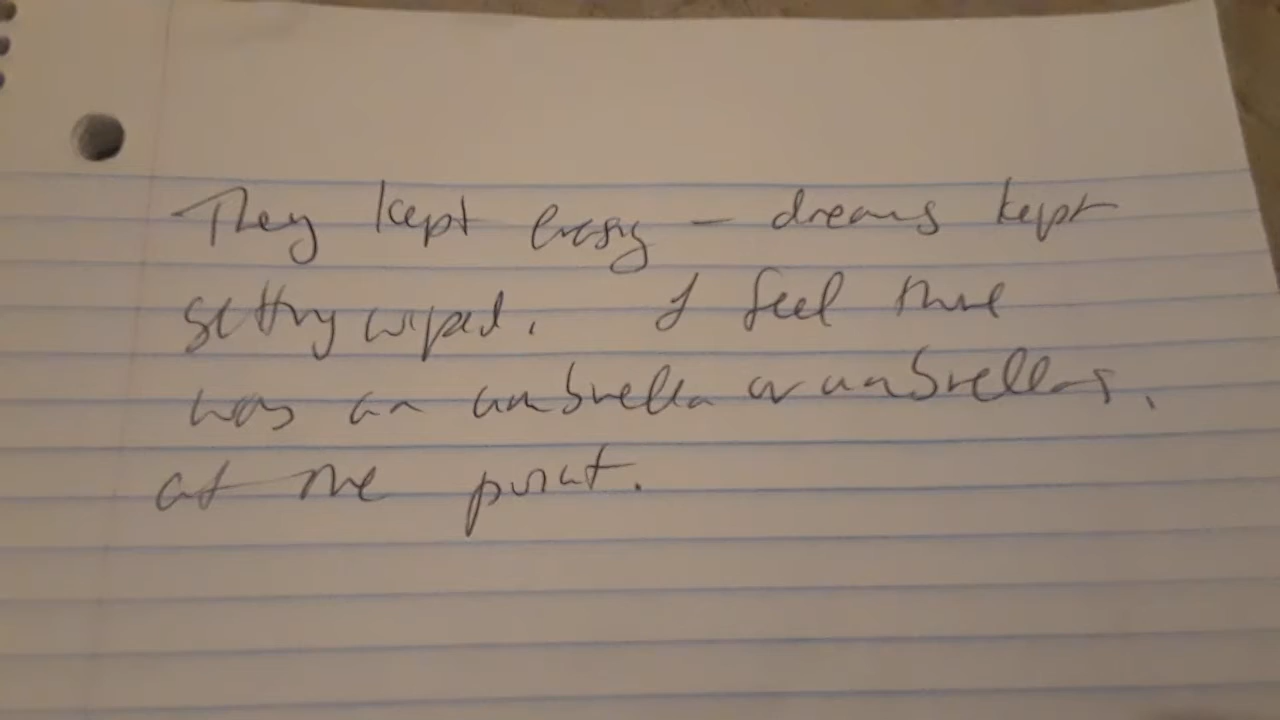 They kept erasing – dreams kept
getting wiped. I feel there
was an umbrella or umbrellas,
at one point.